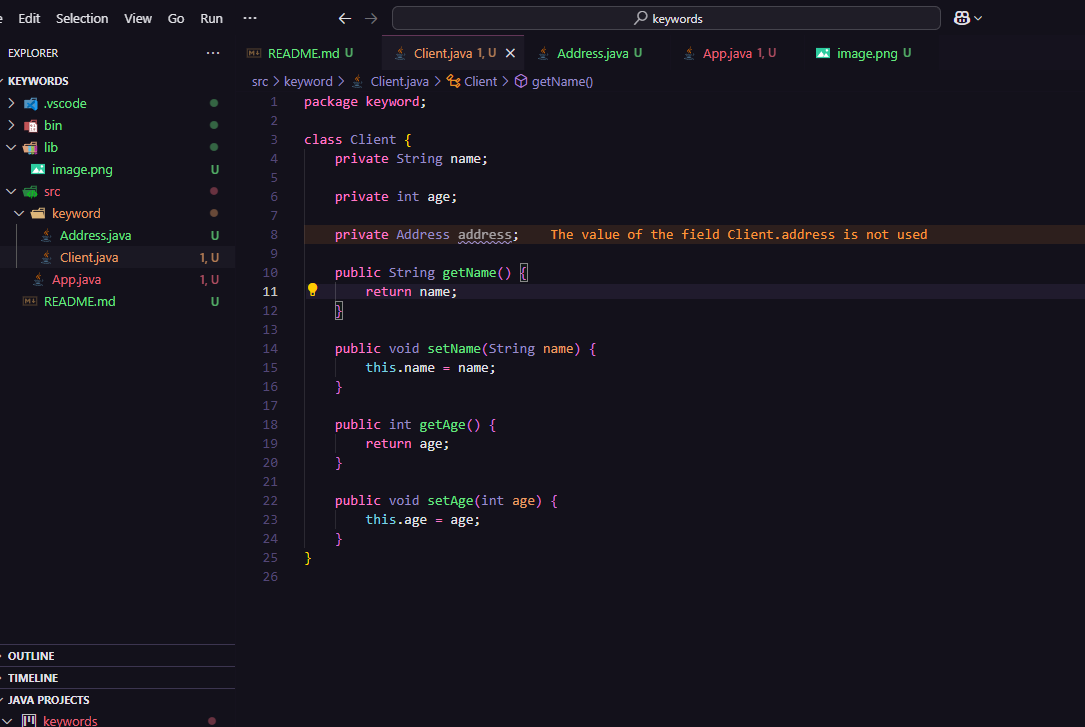 Edit Selection View Go Run ··· keywords
EXPLORER ···
KEYWORDS
.vscode
bin
lib
image.png U
src
keyword
Address.java U
Client.java 1, U
App.java 1, U
README.md U
OUTLINE
TIMELINE
JAVA PROJECTS
keywords
README.md U Client.java 1, U Address.java U App.java 1, U image.png U
src > keyword > Client.java > Client > getName()
1 package keyword;
2
3 class Client {
4 private String name;
5
6 private int age;
7
8 private Address address; The value of the field Client.address is not used
9
10 public String getName() {
11 return name;
12 }
13
14 public void setName(String name) {
15 this.name = name;
16 }
17
18 public int getAge() {
19 return age;
20 }
21
22 public void setAge(int age) {
23 this.age = age;
24 }
25 }
26